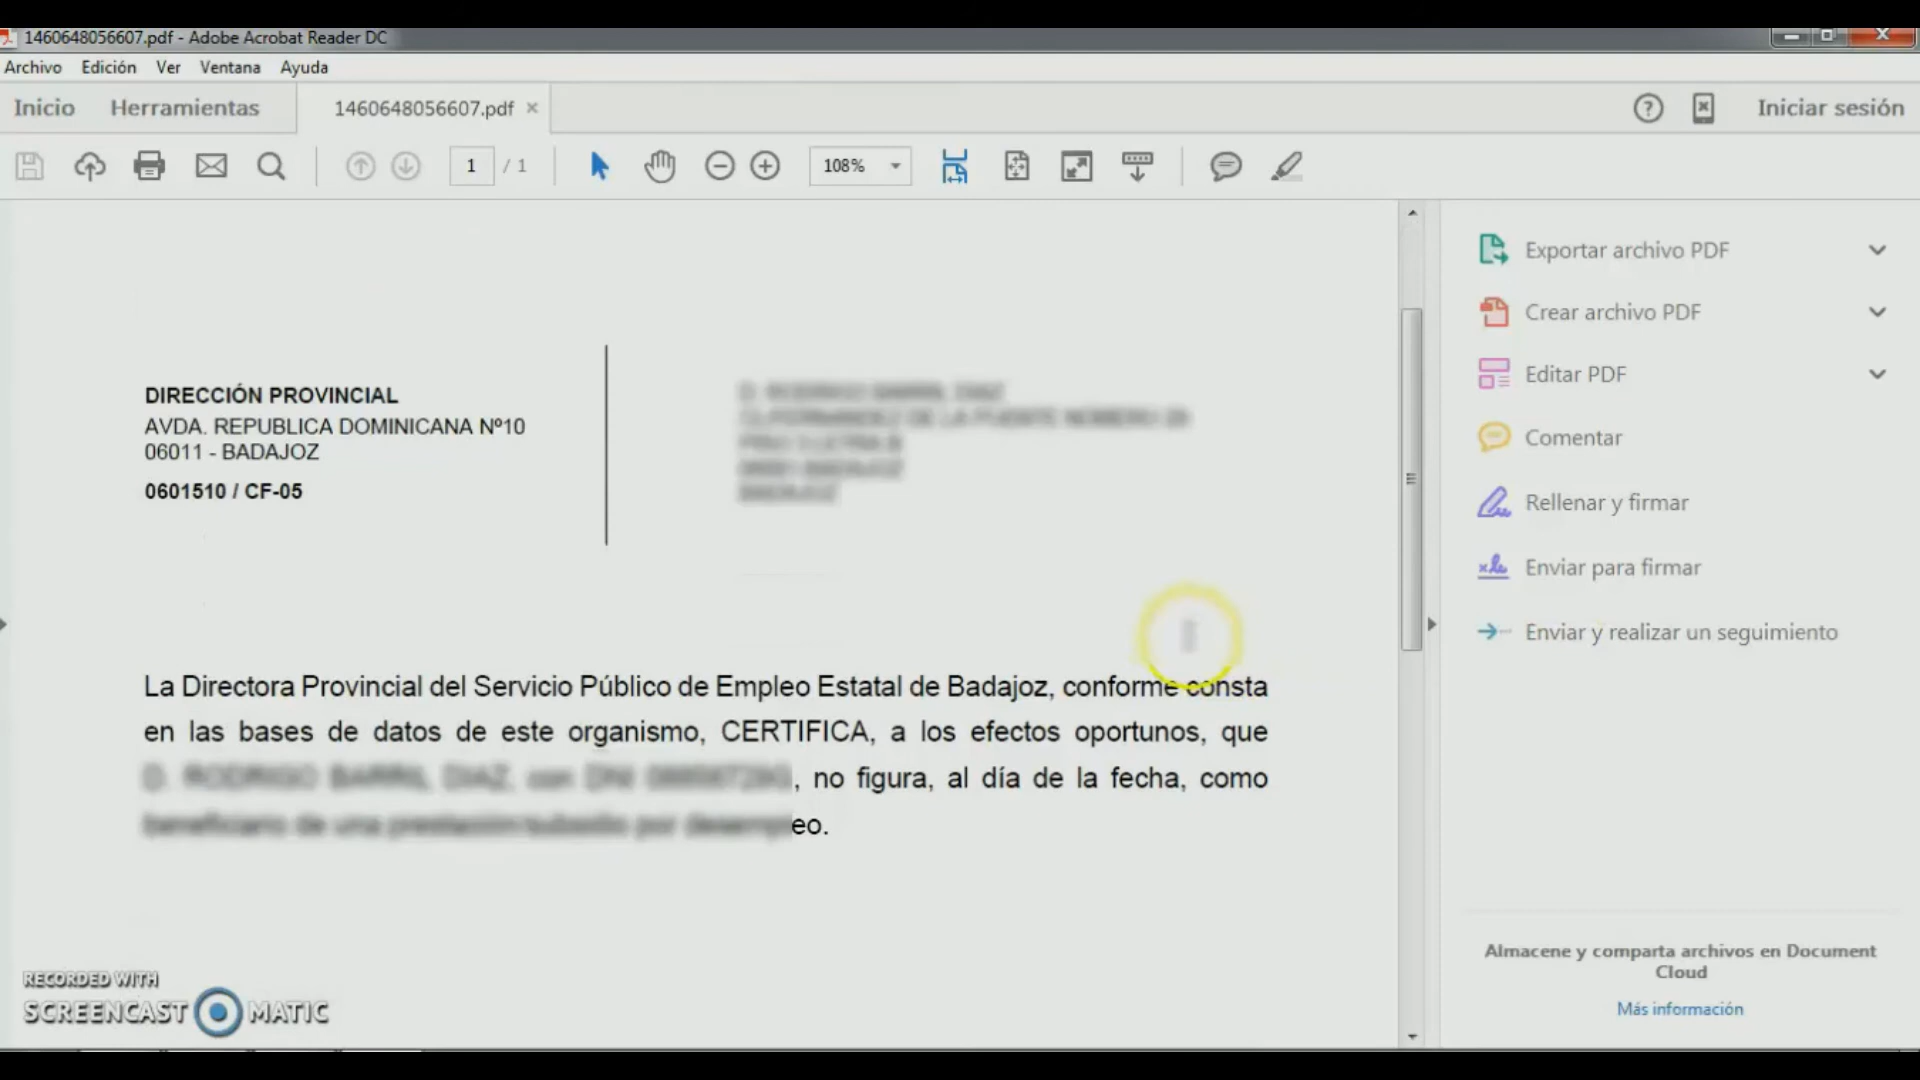 1460648056607.pdf - Adobe Acrobat Reader DC
Archivo Edición Ver Ventana Ayuda
Inicio Herramientas 1460648056607.pdf × Iniciar sesión
1 / 1 108%
DIRECCIÓN PROVINCIAL
AVDA. REPUBLICA DOMINICANA Nº10
06011 - BADAJOZ
0601510 / CF-05
La Directora Provincial del Servicio Público de Empleo Estatal de Badajoz, conforme consta
en las bases de datos de este organismo, CERTIFICA, a los efectos oportunos, que
, no figura, al día de la fecha, como
eo.
Exportar archivo PDF
Crear archivo PDF
Editar PDF
Comentar
Rellenar y firmar
Enviar para firmar
Enviar y realizar un seguimiento
Almacene y comparta archivos en Document
Cloud
Más información
RECORDED WITH
SCREENCAST MATIC